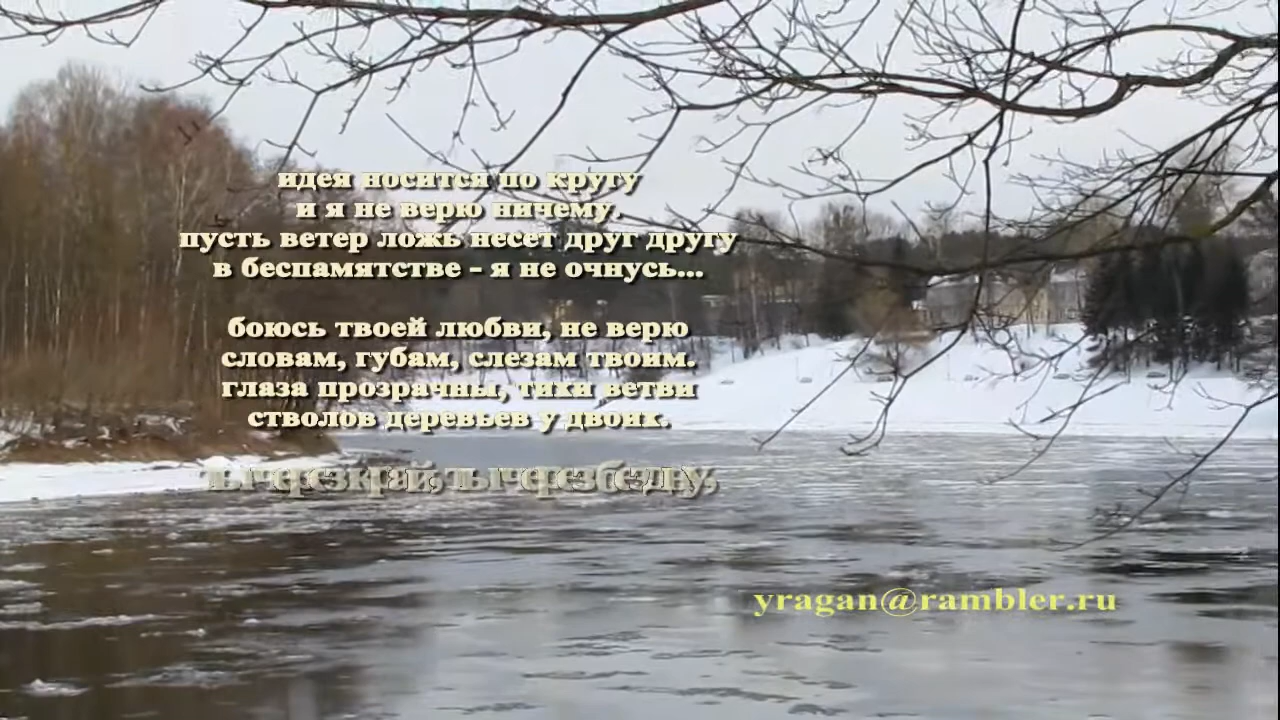 идея носится по кругу
и я не верю ничему.
пусть ветер ложь несет друг другу
в беспамятстве - я не очнусь...
боюсь твоей любви, не верю
словам, губам, слезам твоим.
глаза прозрачны, тихи ветви
стволов деревьев у двоих.
ты через край, ты через
yragan@rambler.ru